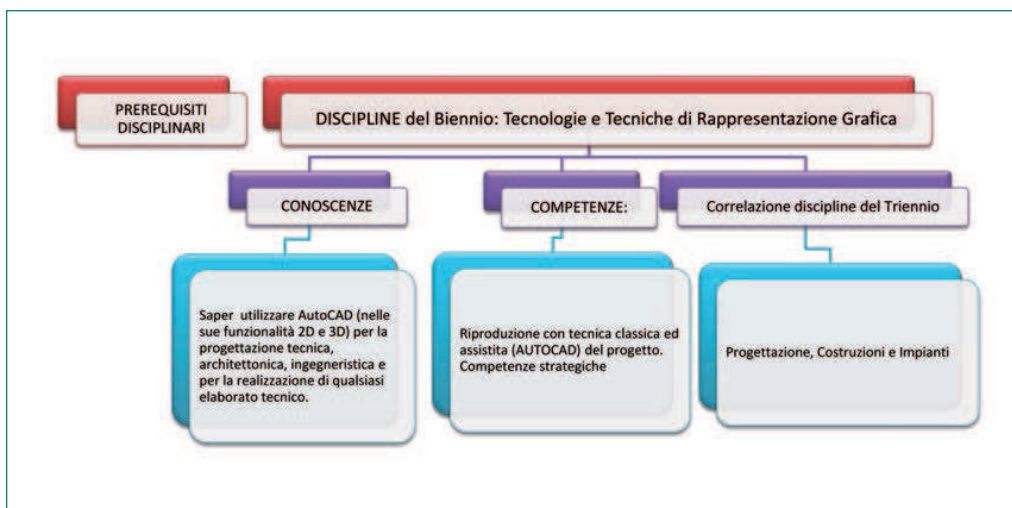 PREREQUISITI
DISCIPLINARI
DISCIPLINE del Biennio: Tecnologie e Tecniche di Rappresentazione Grafica
CONOSCENZE
COMPETENZE:
Correlazione discipline del Triennio
Saper utilizzare AutoCAD (nelle
sue funzionalità 2D e 3D) per la
progettazione tecnica,
architettonica, ingegneristica e
per la realizzazione di qualsiasi
elaborato tecnico.
Riproduzione con tecnica classica ed
assistita (AUTOCAD) del progetto.
Competenze strategiche
Progettazione, Costruzioni e Impianti